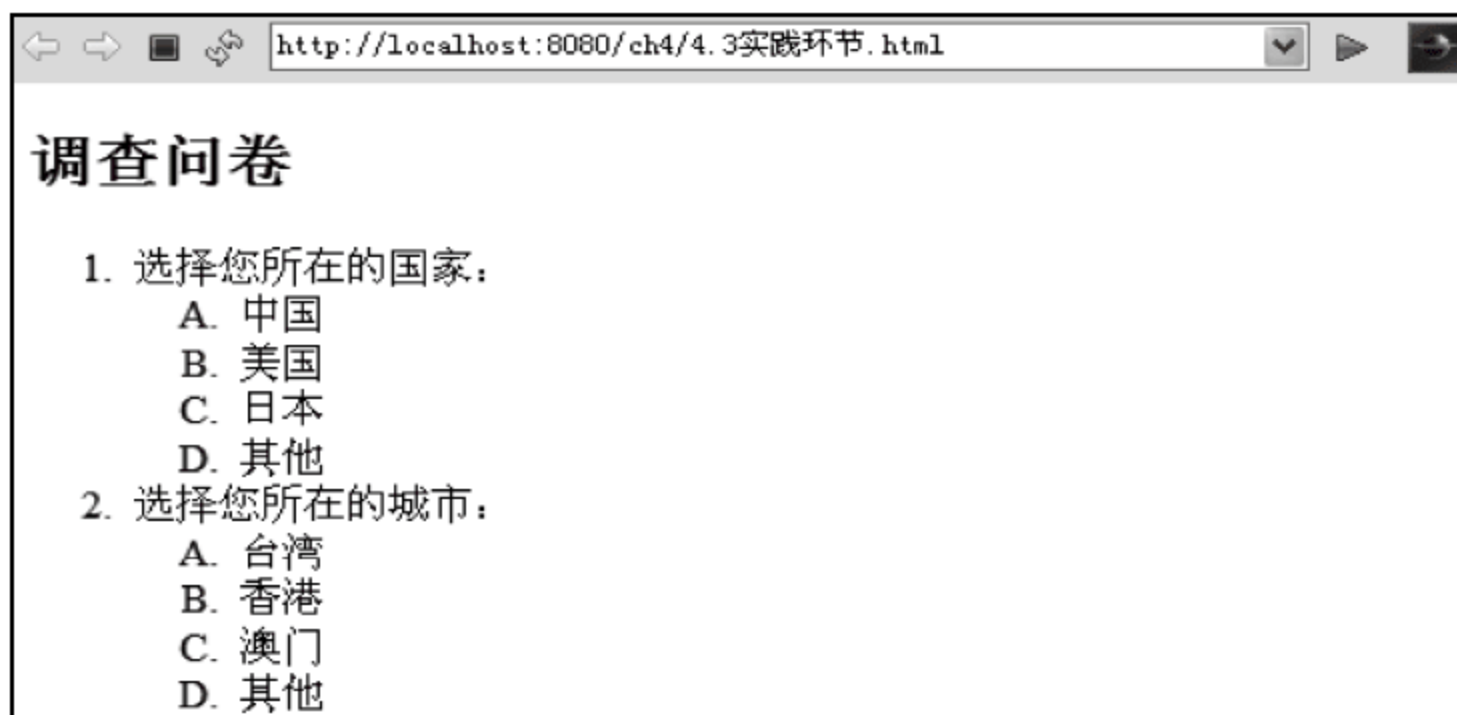 http://localhost:8080/ch4/4.3实践环节.html
调查问卷
1. 选择您所在的国家：
A. 中国
B. 美国
C. 日本
D. 其他
2. 选择您所在的城市：
A. 台湾
B. 香港
C. 澳门
D. 其他